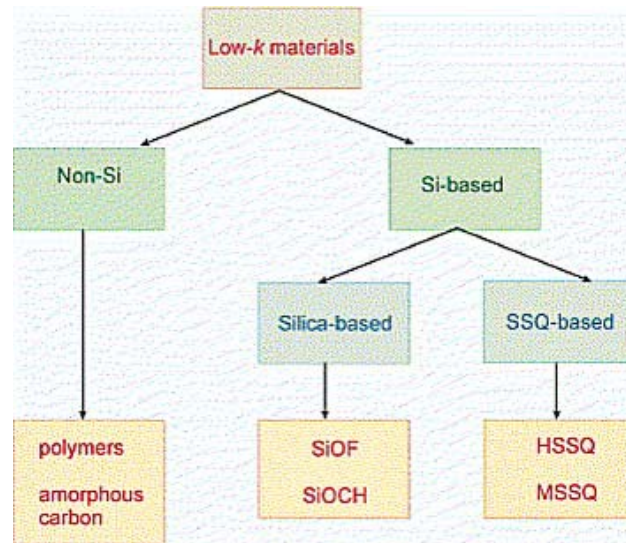 Low-k materials
Non-Si
Si-based
Silica-based
SSQ-based
polymers
amorphous
carbon
SiOF
SiOCH
HSSQ
MSSQ